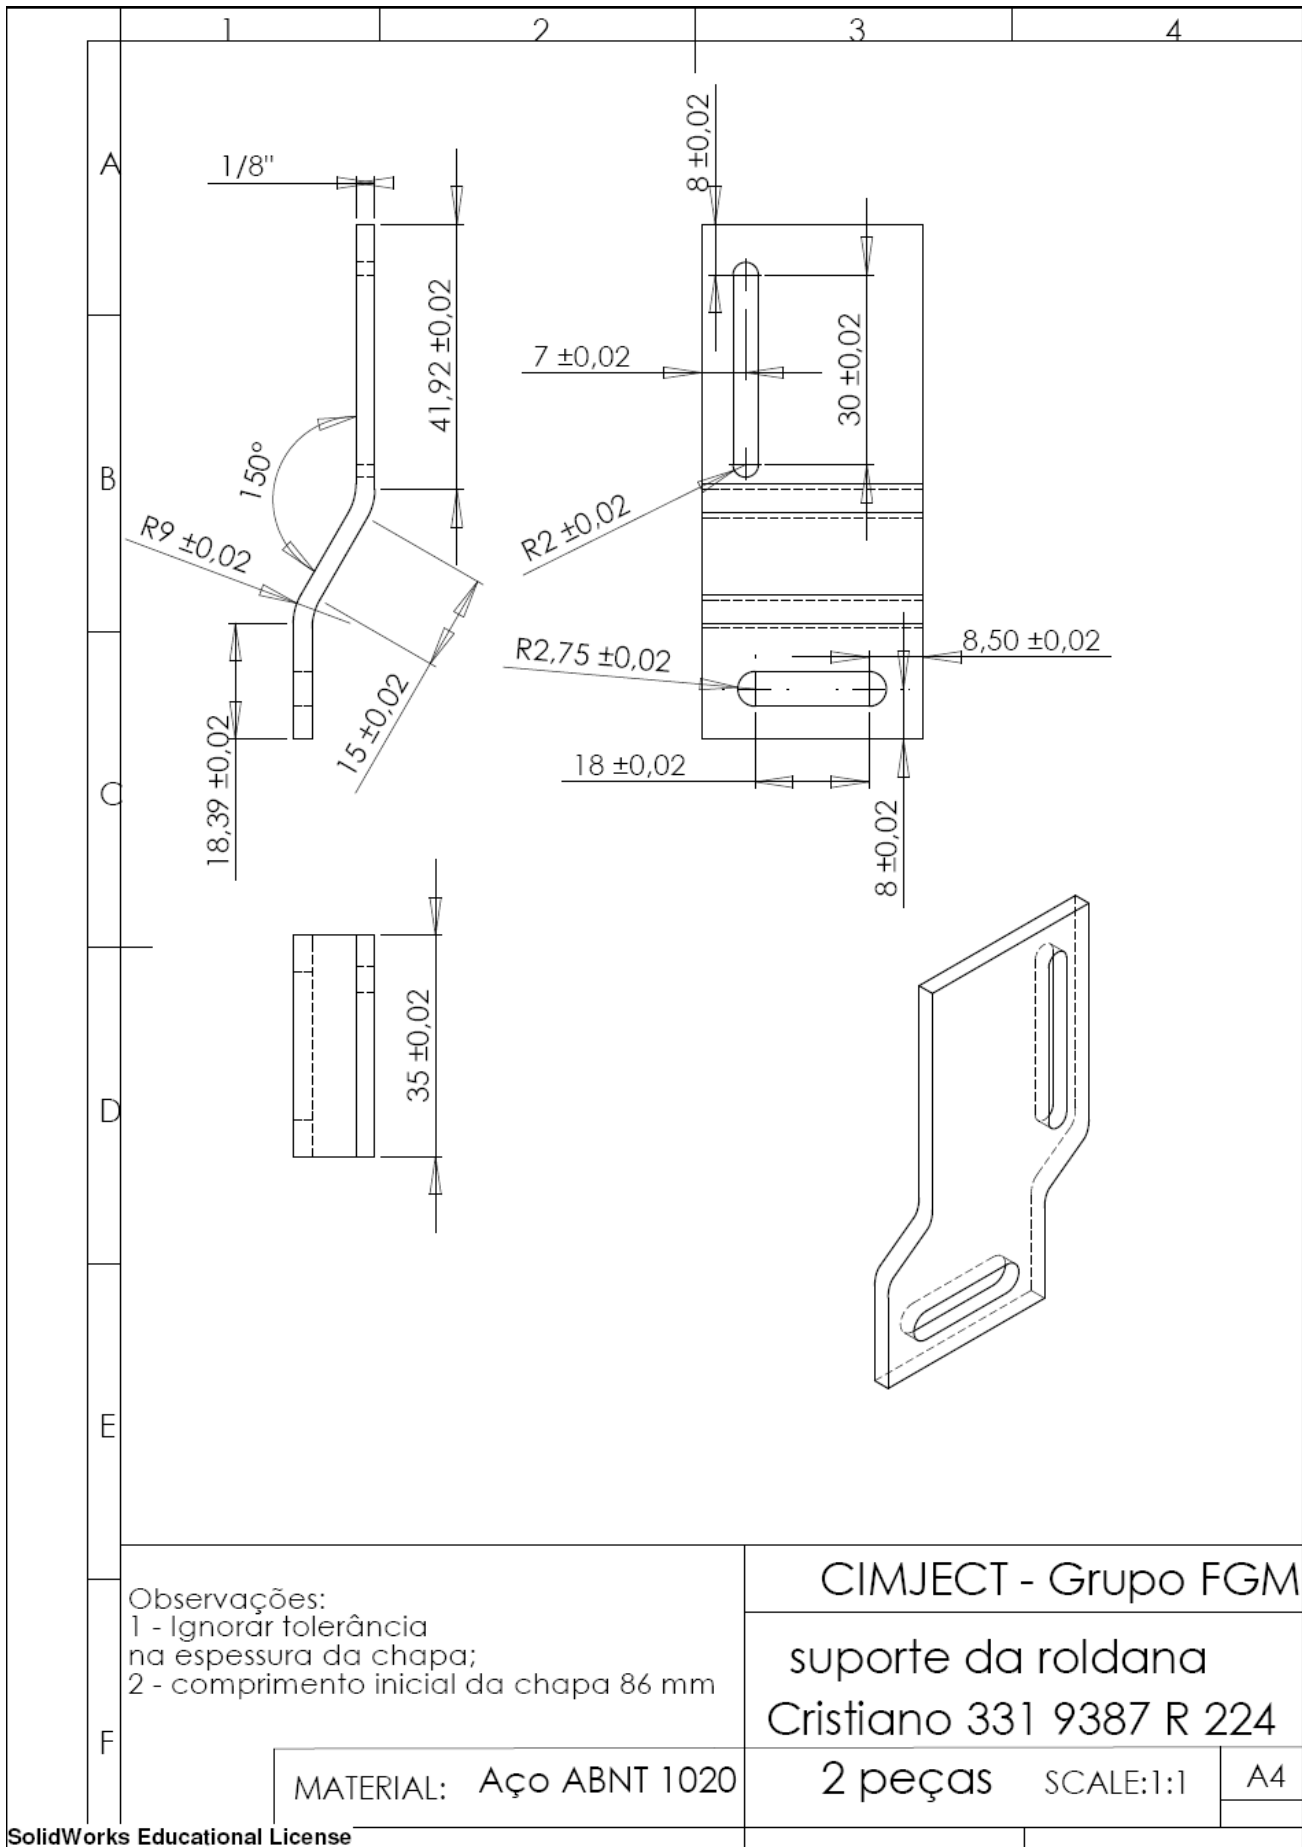 1 2 3 4
A
B
C
D
E
F
1/8"
41,92 ±0,02
150°
R9 ±0,02
18,39 ±0,02
15 ±0,02
8 ±0,02
7 ±0,02
30 ±0,02
R2 ±0,02
R2,75 ±0,02
8,50 ±0,02
18 ±0,02
8 ±0,02
35 ±0,02
Observações:
1 - Ignorar tolerância
na espessura da chapa;
2 - comprimento inicial da chapa 86 mm
CIMJECT - Grupo FGM
suporte da roldana
Cristiano 331 9387 R 224
MATERIAL: Aço ABNT 1020
2 peças SCALE:1:1 A4
SolidWorks Educational License